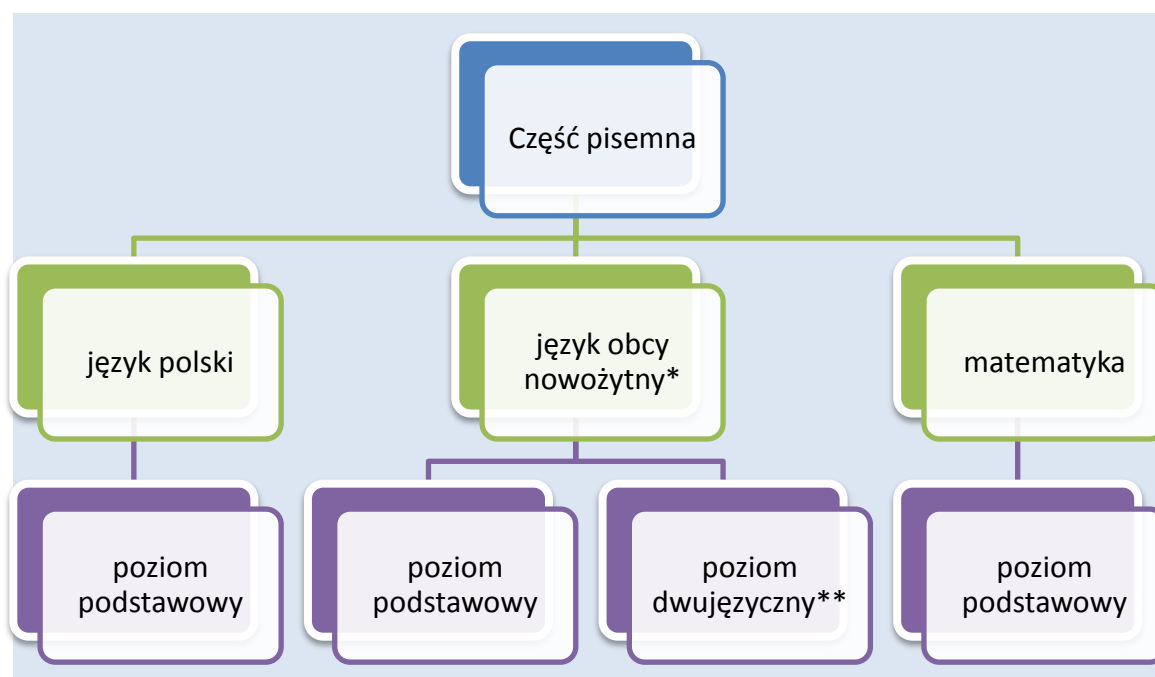 Część pisemna
język polski
język obcy
nowożytny*
matematyka
poziom
podstawowy
poziom
podstawowy
poziom
dwujęzyczny**
poziom
podstawowy